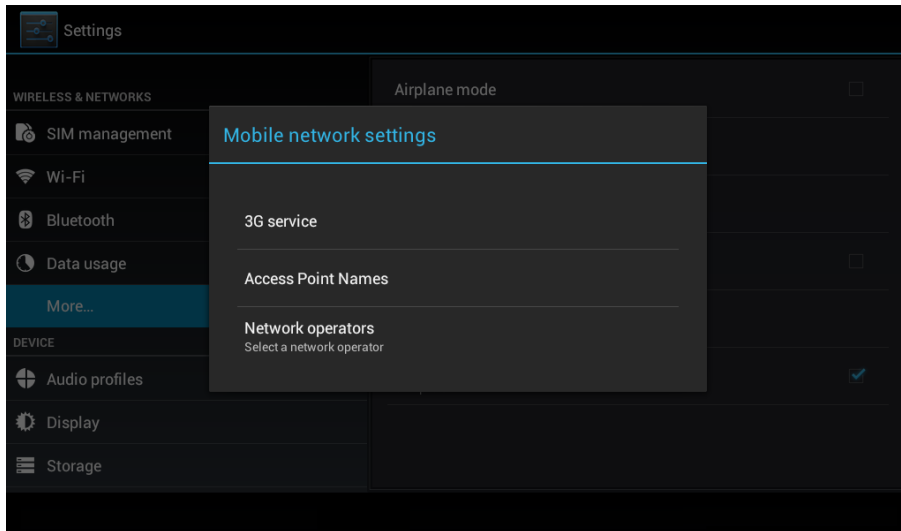 Settings
WIRELESS & NETWORKS
SIM management
Wi-Fi
Bluetooth
Data usage
More...
DEVICE
Audio profiles
Display
Storage
Airplane mode
Mobile network settings
3G service
Access Point Names
Network operators
Select a network operator